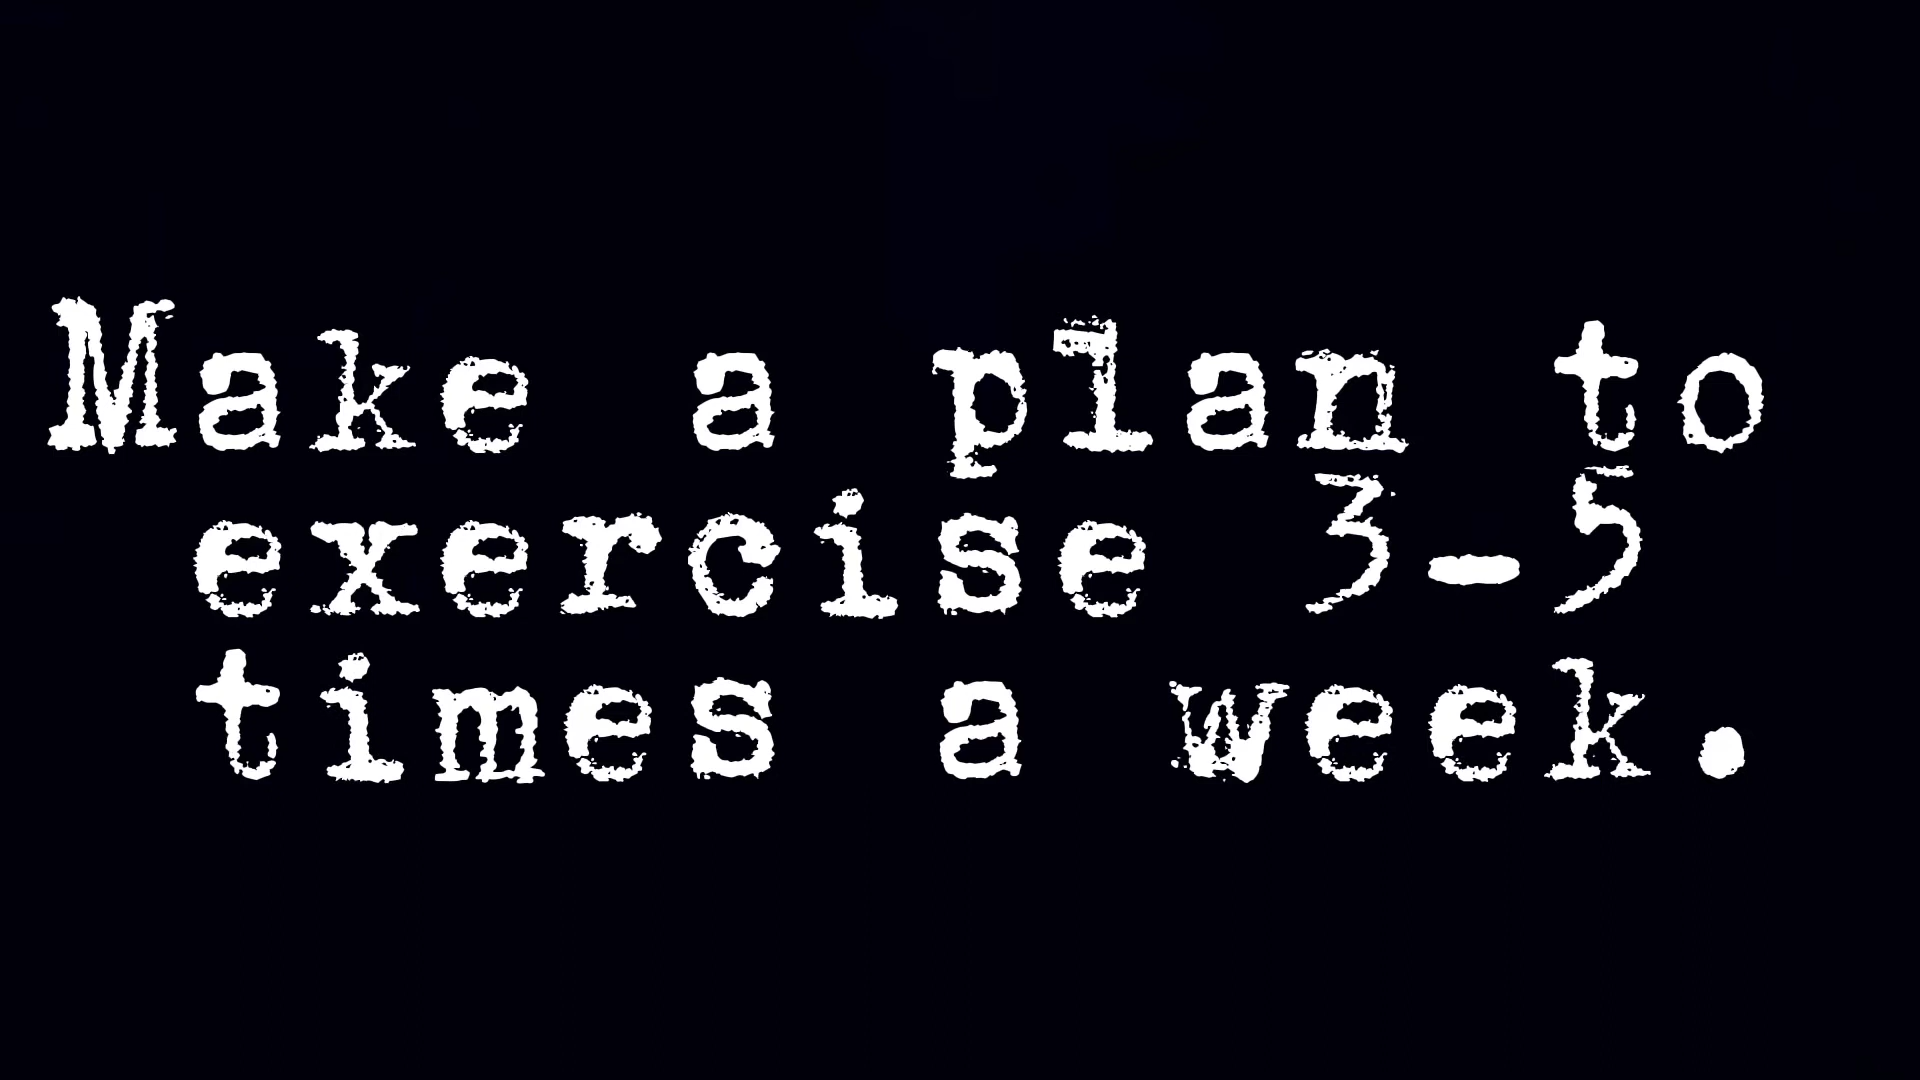 Make a plan to
exercise 3-5
times a week.